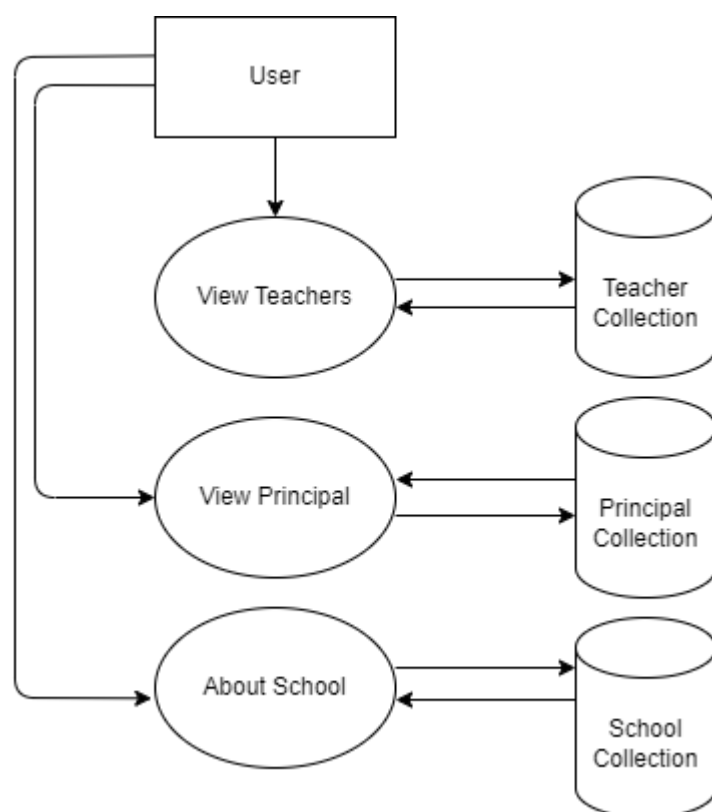 User
View Teachers
Teacher
Collection
View Principal
Principal
Collection
About School
School
Collection